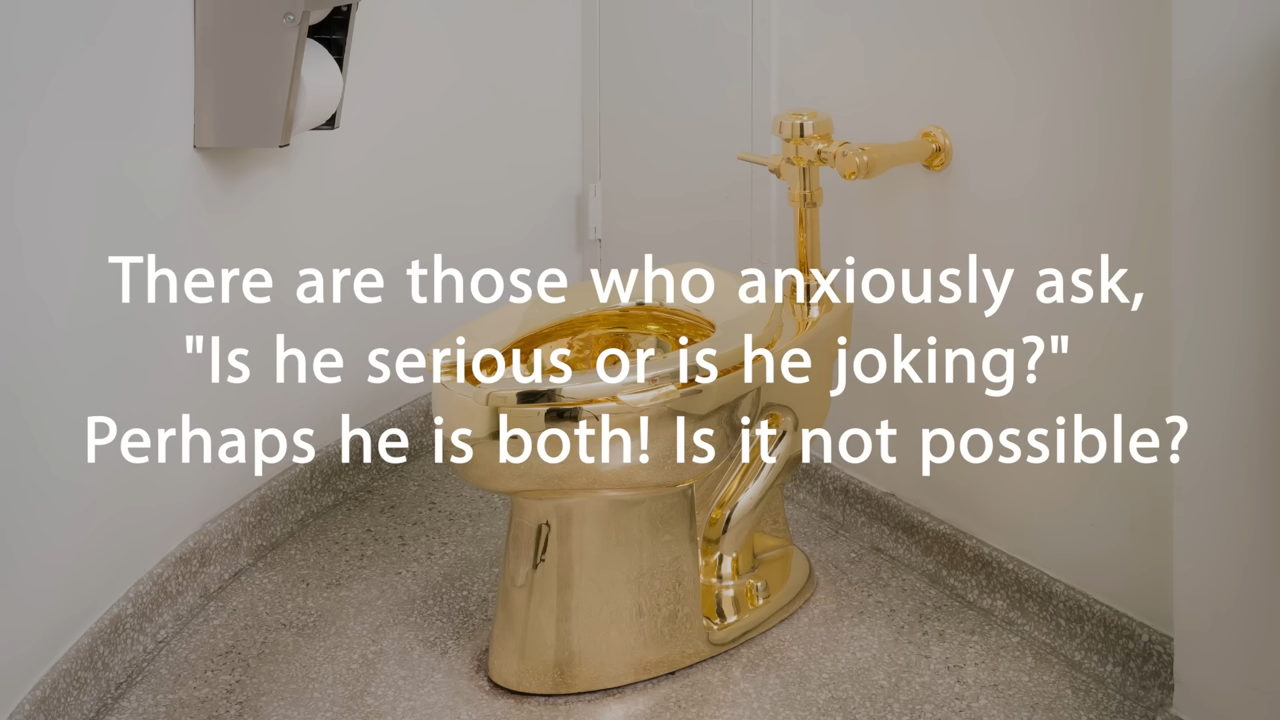 There are those who anxiously ask,
"Is he serious or is he joking?"
Perhaps he is both! Is it not possible?